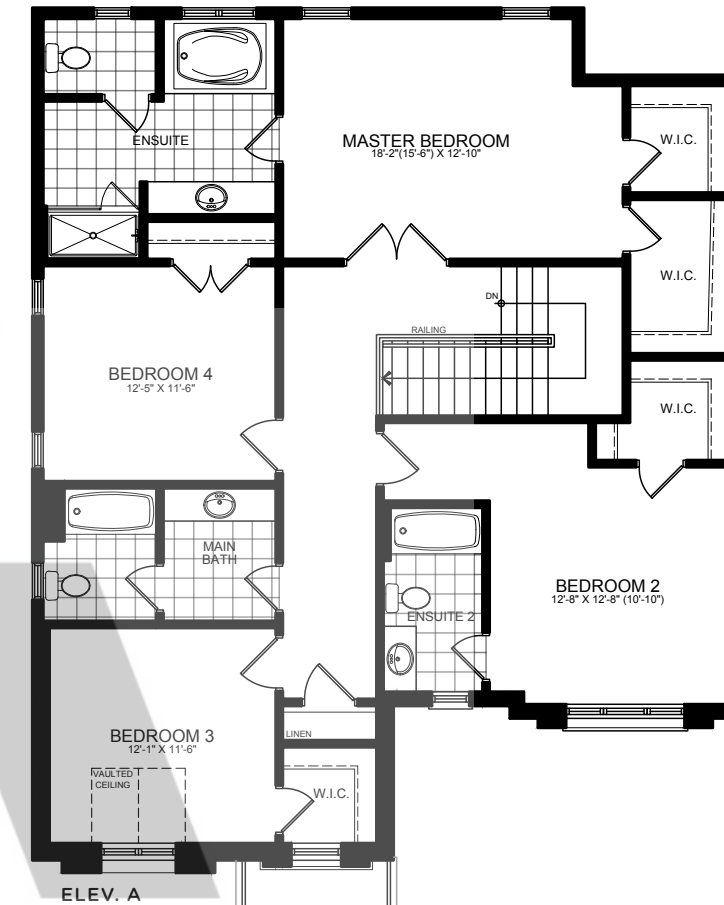 ENSUITE
MASTER BEDROOM
18'-2"(15'-6") X 12'-10"
W.I.C.
W.I.C.
DN
RAILING
BEDROOM 4
12'-5" X 11'-6"
W.I.C.
MAIN
BATH
BEDROOM 2
12'-8" X 12'-8" (10'-10")
ENSUITE 2
BEDROOM 3
12'-1" X 11'-6"
LINEN
VAULTED
CEILING
W.I.C.
ELEV. A